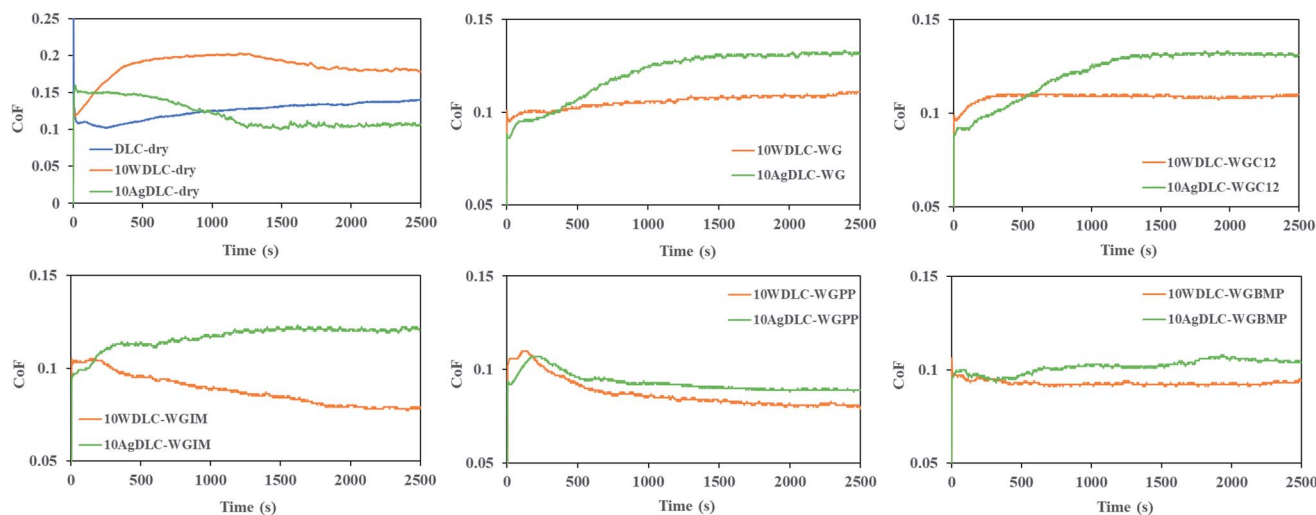 0.25
0.2
0.15
0.1
0.05
0
CoF
DLC-dry
10WDLC-dry
10AgDLC-dry
0 500 1000 1500 2000 2500
Time (s)
0.15
0.1
0.05
CoF
10WDLC-WG
10AgDLC-WG
0 500 1000 1500 2000 2500
Time (s)
0.15
0.1
0.05
CoF
10WDLC-WGC12
10AgDLC-WGC12
0 500 1000 1500 2000 2500
Time (s)
0.15
0.1
0.05
CoF
10WDLC-WGIM
10AgDLC-WGIM
0 500 1000 1500 2000 2500
Time (s)
0.15
0.1
0.05
CoF
10WDLC-WGPP
10AgDLC-WGPP
0 500 1000 1500 2000 2500
Time (s)
0.15
0.1
0.05
CoF
10WDLC-WGBMP
10AgDLC-WGBMP
0 500 1000 1500 2000 2500
Time (s)